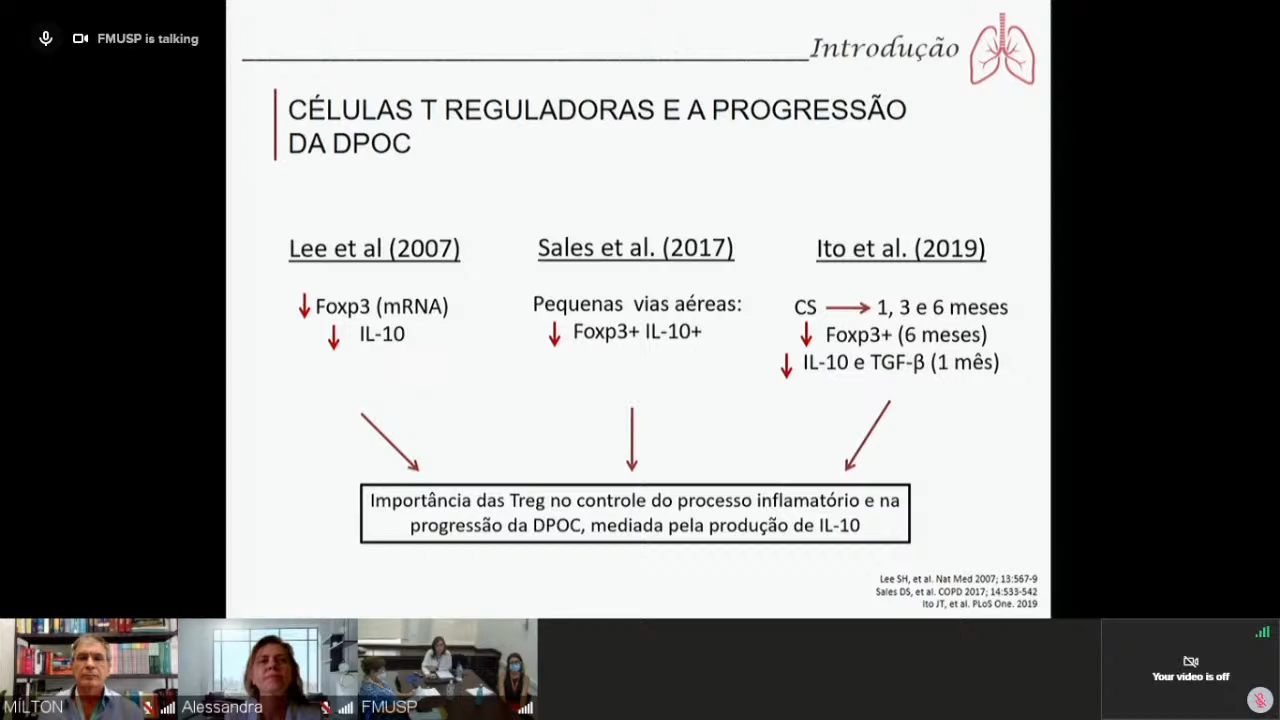 FMUSP is talking
Introdução
CÉLULAS T REGULADORAS E A PROGRESSÃO
DA DPOC
Lee et al (2007)
↓ Foxp3 (mRNA)
↓ IL-10
Sales et al. (2017)
Pequenas vias aéreas:
↓ Foxp3+ IL-10+
Ito et al. (2019)
CS → 1, 3 e 6 meses
↓ Foxp3+ (6 meses)
↓ IL-10 e TGF-β (1 mês)
Importância das Treg no controle do processo inflamatório e na
progressão da DPOC, mediada pela produção de IL-10
Lee SH, et al. Nat Med 2007; 13:567-9
Sales DS, et al. COPD 2017; 14:533-542
Ito JT, et al. PLoS One. 2019
MÍLTON
Alessandra
FMUSP
Your video is off